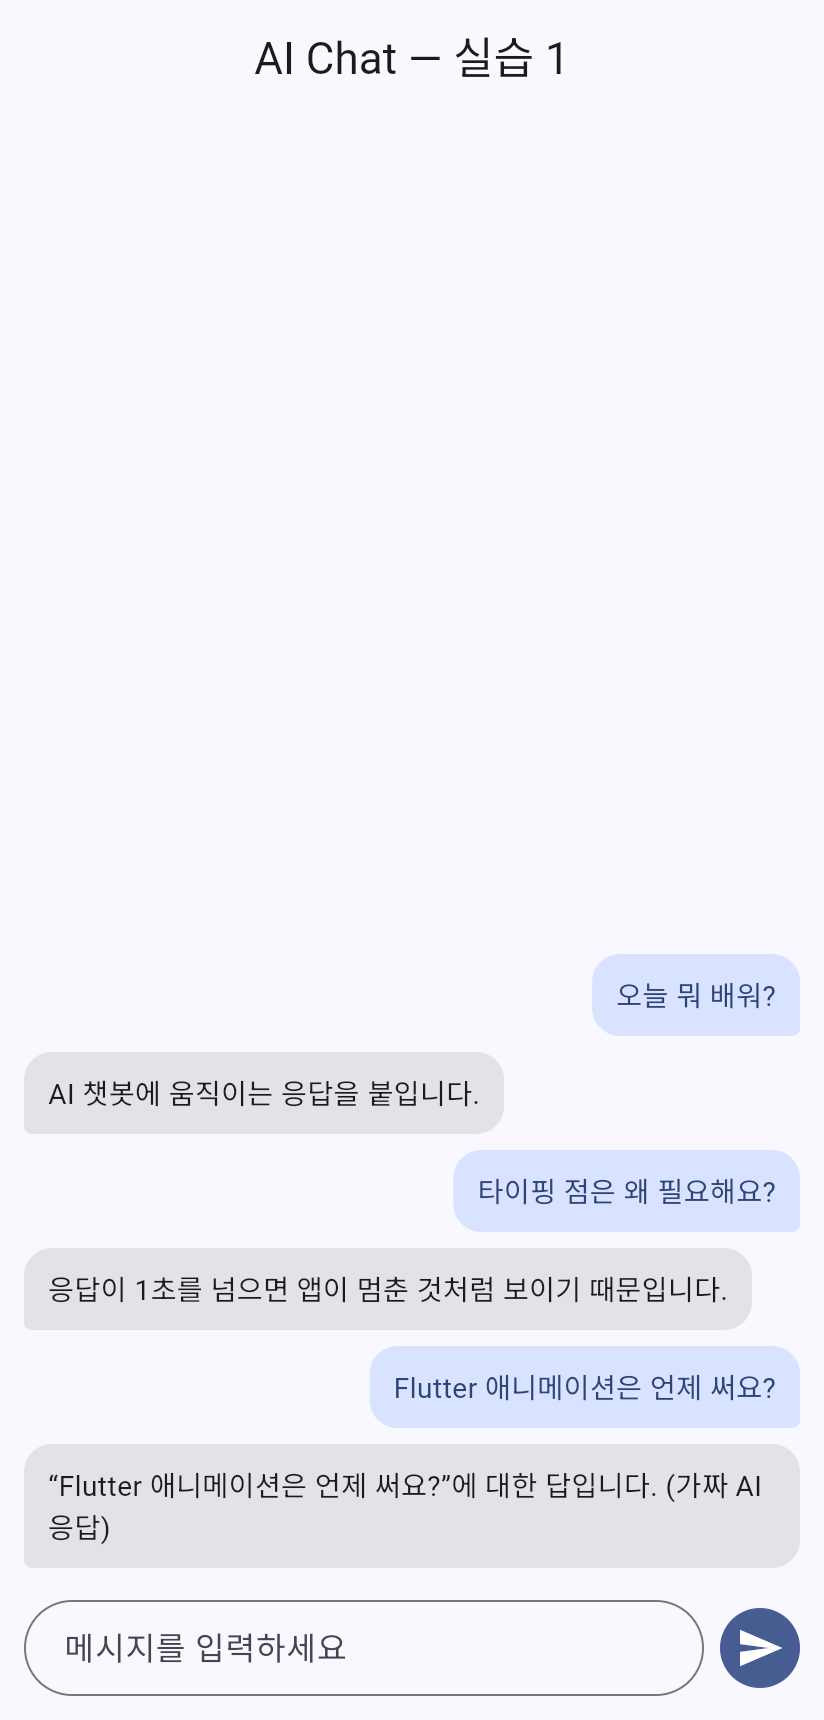 AI Chat — 실습 1
오늘 뭐 배워?
AI 챗봇에 움직이는 응답을 붙입니다.
타이핑 점은 왜 필요해요?
응답이 1초를 넘으면 앱이 멈춘 것처럼 보이기 때문입니다.
Flutter 애니메이션은 언제 써요?
“Flutter 애니메이션은 언제 써요?”에 대한 답입니다. (가짜 AI
응답)
메시지를 입력하세요